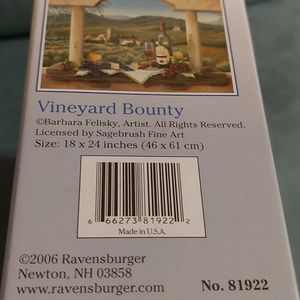 Vineyard Bounty
©Barbara Felisky, Artist. All Rights Reserved.
Licensed by Sagebrush Fine Art
Size: 18 x 24 inches (46 x 61 cm)
6 66273 81922 2
Made in U.S.A.
©2006 Ravensburger
Newton, NH 03858
www.ravensburger.com No. 81922